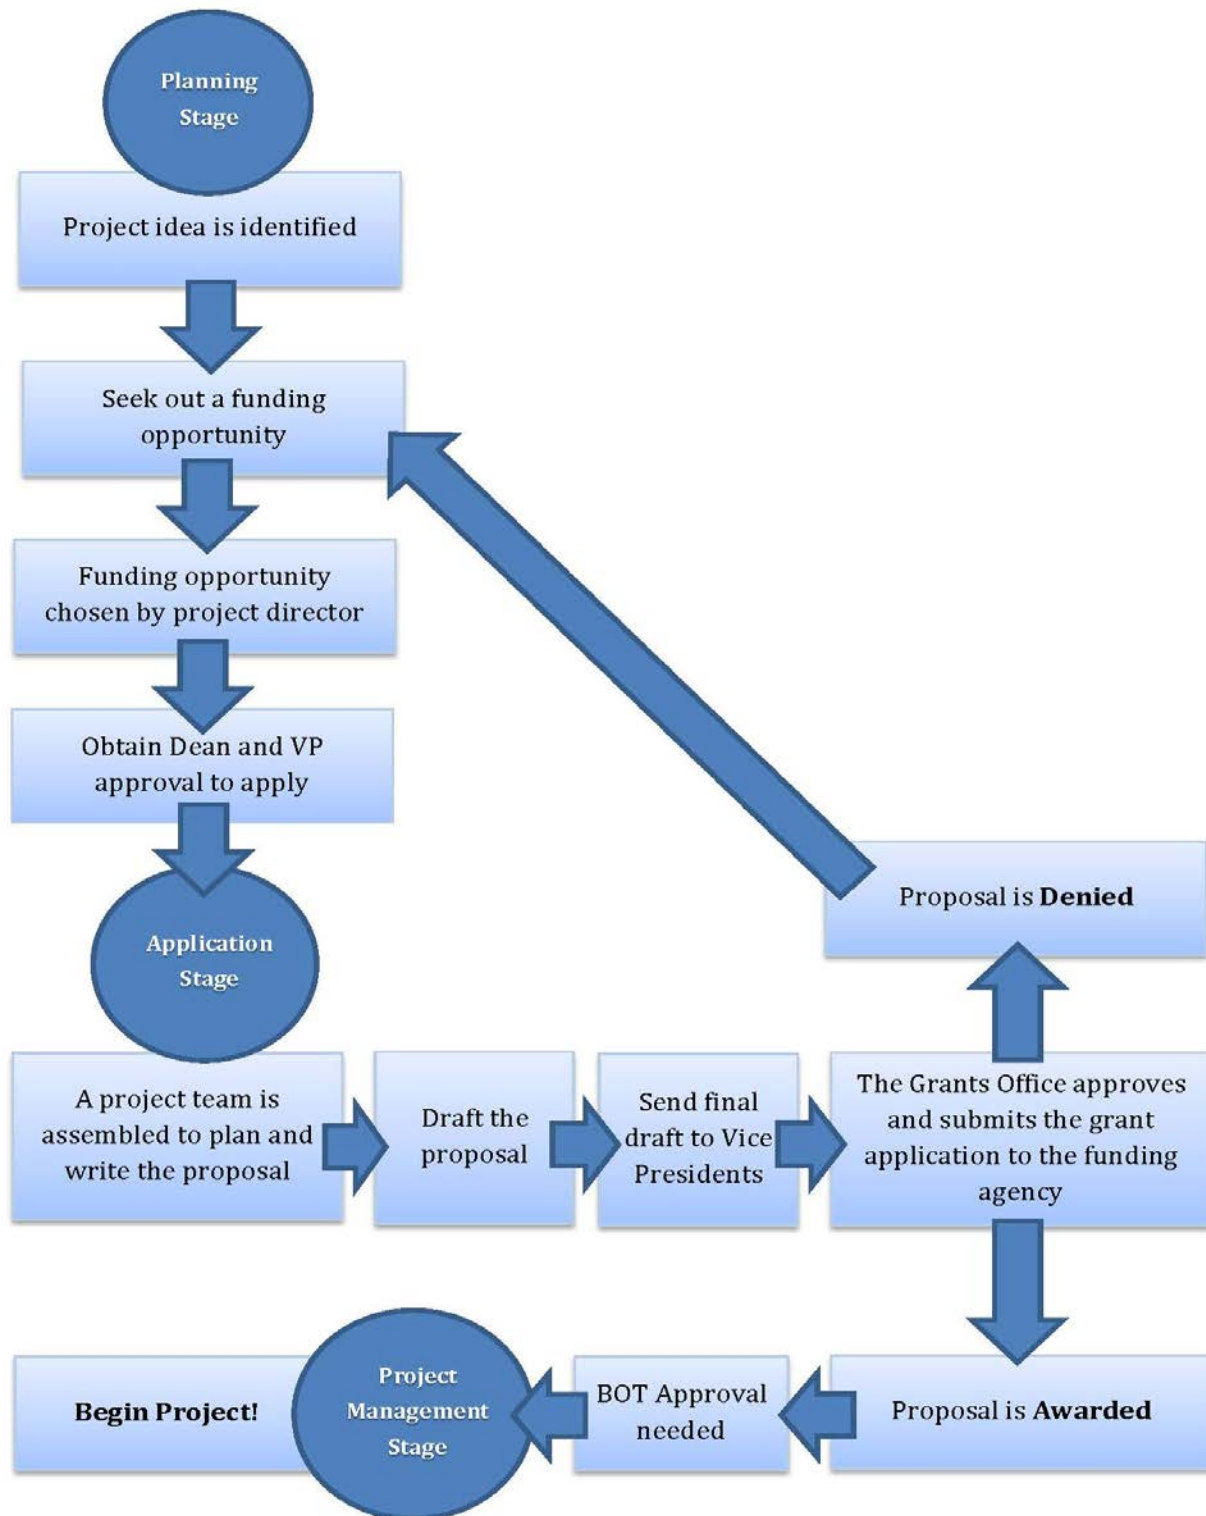 Planning
Stage
Project idea is identified
Seek out a funding
opportunity
Funding opportunity
chosen by project director
Obtain Dean and VP
approval to apply
Application
Stage
A project team is
assembled to plan and
write the proposal
Draft the
proposal
Send final
draft to Vice
Presidents
The Grants Office approves
and submits the grant
application to the funding
agency
Proposal is Denied
Proposal is Awarded
BOT Approval
needed
Project
Management
Stage
Begin Project!